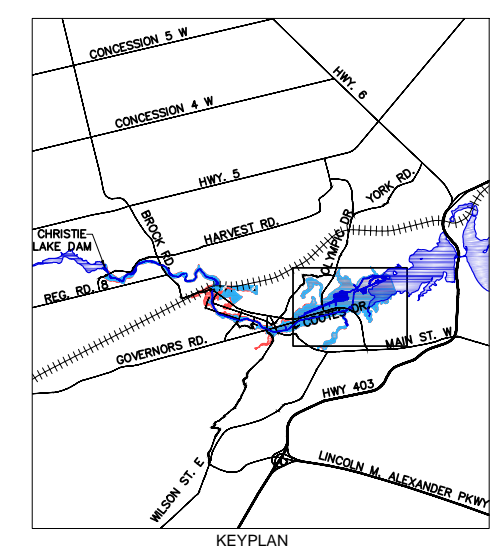 CONCESSION 5 W
HWY. 6
CONCESSION 4 W
HWY. 5
YORK RD.
BROCK RD.
HARVEST RD.
OLYMPIC DR
CHRISTIE
LAKE DAM
REG. RD. (8
COOTES DR.
GOVERNORS RD.
MAIN ST. W
HWY 403
WILSON ST. E
LINCOLN M. ALEXANDER PKWY
KEYPLAN